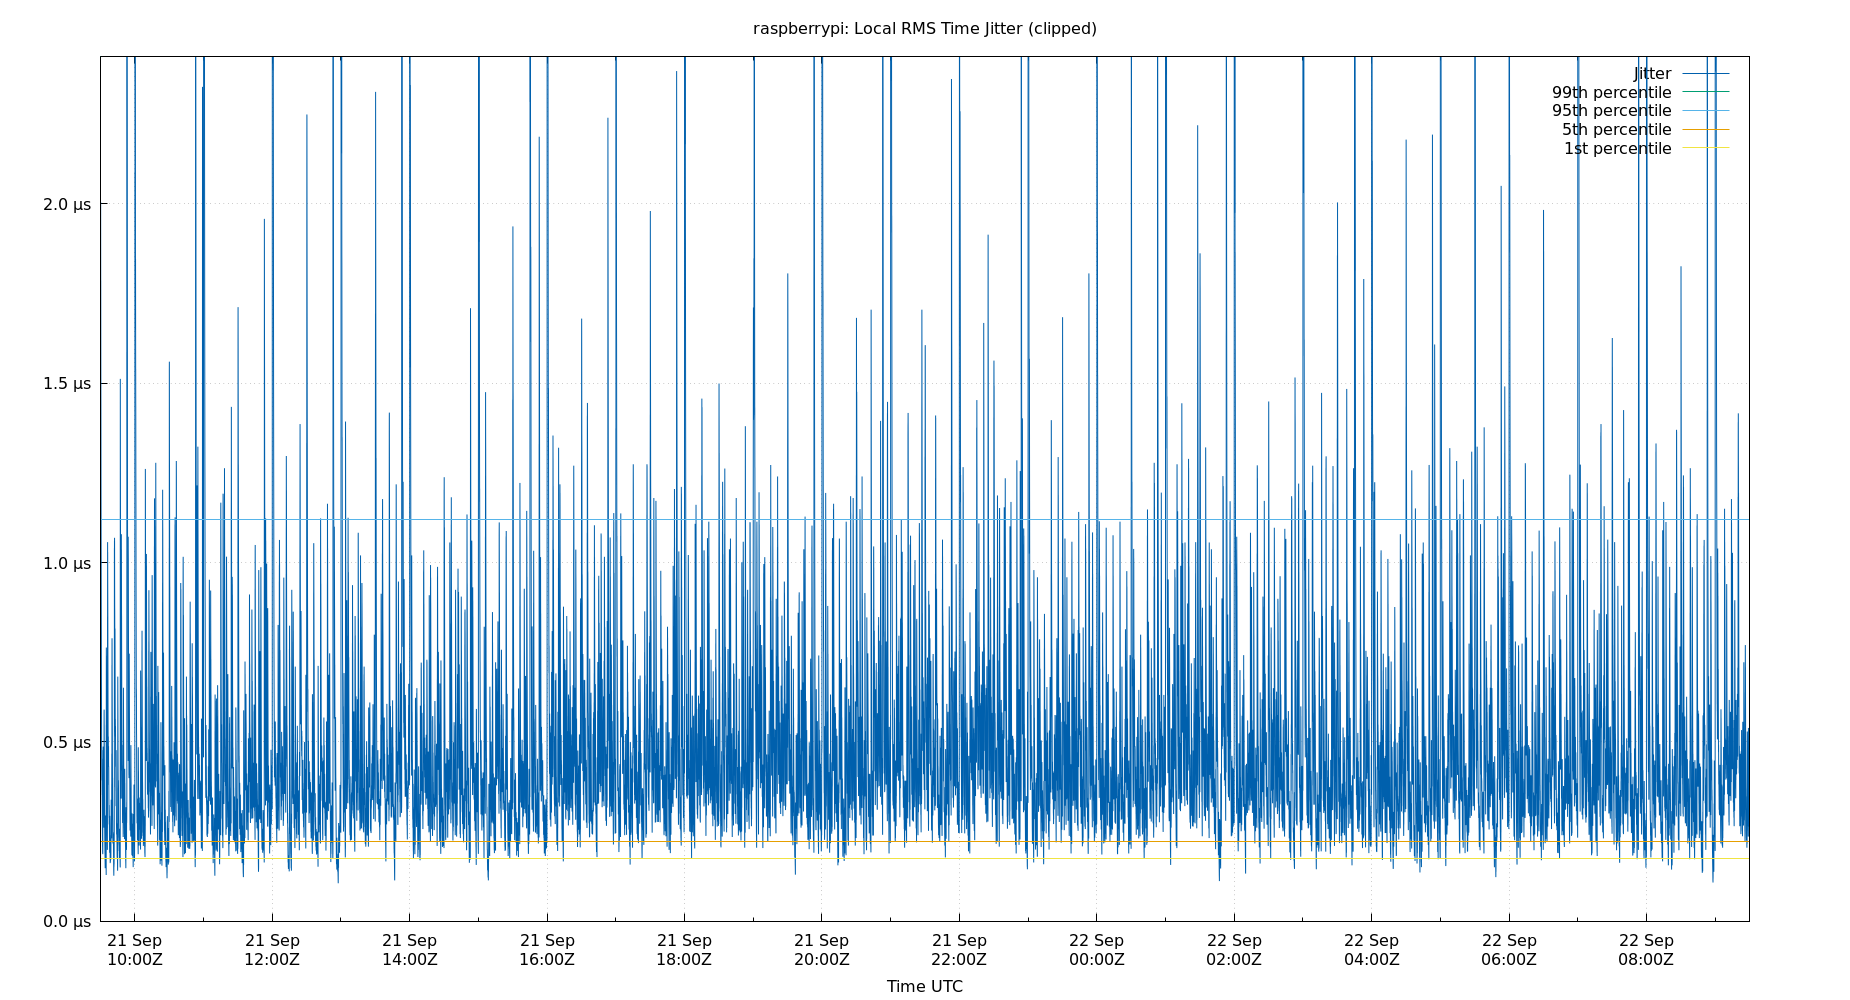 raspberrypi: Local RMS Time Jitter (clipped)
Jitter
99th percentile
95th percentile
5th percentile
1st percentile
2.0 µs
1.5 µs
1.0 µs
0.5 µs
0.0 µs
21 Sep 21 Sep 21 Sep 21 Sep 21 Sep 21 Sep 21 Sep 22 Sep 22 Sep 22 Sep 22 Sep 22 Sep
10:00Z 12:00Z 14:00Z 16:00Z 18:00Z 20:00Z 22:00Z 00:00Z 02:00Z 04:00Z 06:00Z 08:00Z
Time UTC